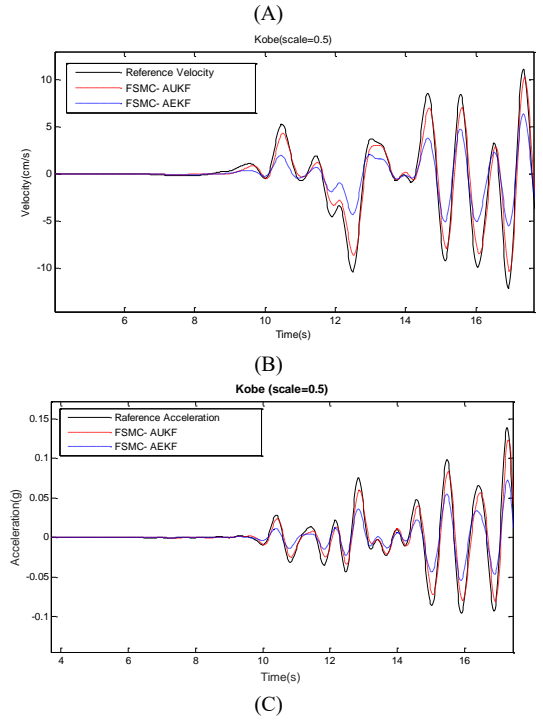 (A)
Kobe(scale=0.5)
Reference Velocity
FSMC- AUKF
FSMC- AEKF
10
5
0
-5
-10
Velocity(cm/s)
6 8 10 12 14 16
Time(s)
(B)
Kobe (scale=0.5)
Raference Acceleration
FSMC- AUKF
FSMC- AEKF
0.15
0.1
0.05
0
-0.05
-0.1
Acceleration(g)
4 6 8 10 12 14 16
Time(s)
(C)